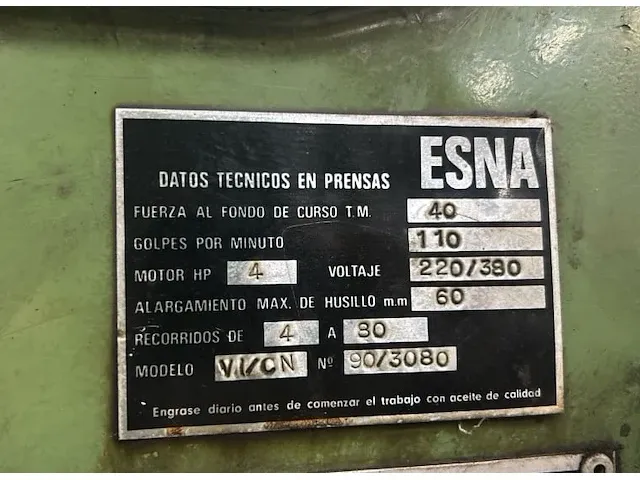 ESNA
DATOS TECNICOS EN PRENSAS
FUERZA AL FONDO DE CURSO T.M. 40
GOLPES POR MINUTO 110
MOTOR HP 4 VOLTAJE 220/380
ALARGAMIENTO MAX. DE HUSILLO m.m 60
RECORRIDOS DE 4 A 80
MODELO VI/CN Nº 90/3080
Engrase diario antes de comenzar el trabajo con aceite de calidad